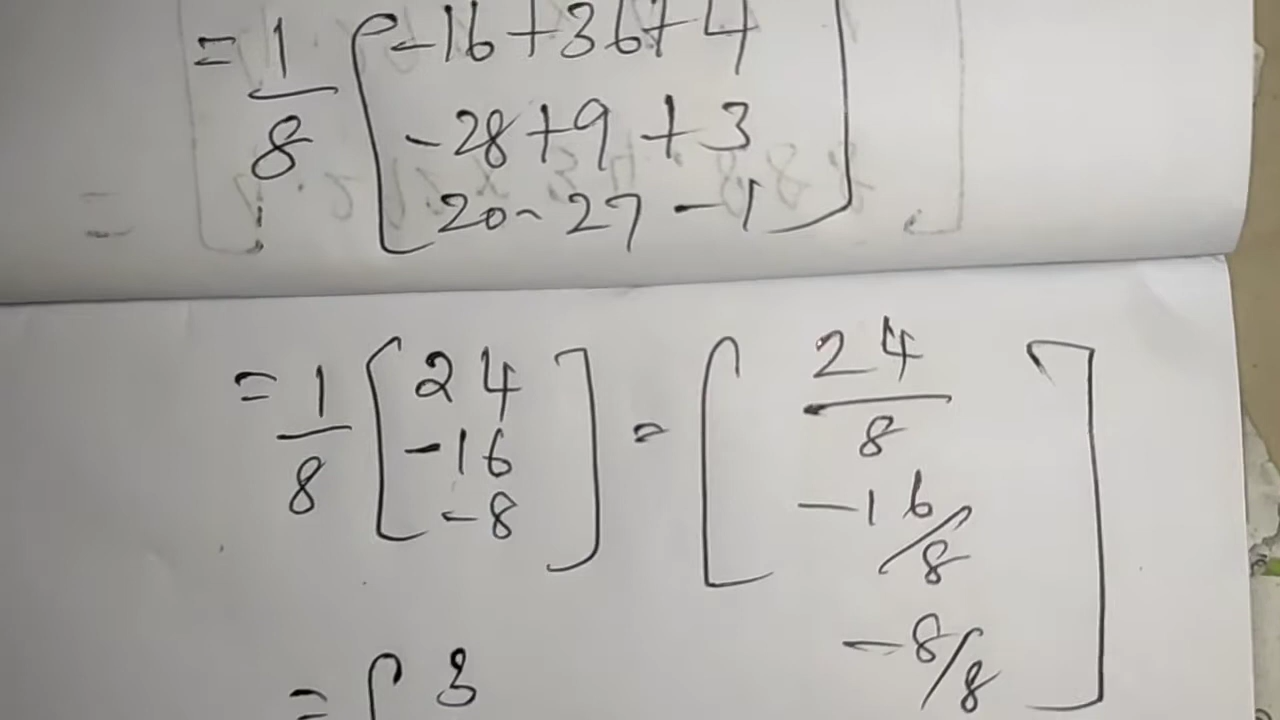 = 1/8 [ -16+36+4
-28+9+3
20-27-1 ]
= 1/8 [ 24
-16
-8 ] = [ 24/8
-16/8
-8/8 ]
= [ 3